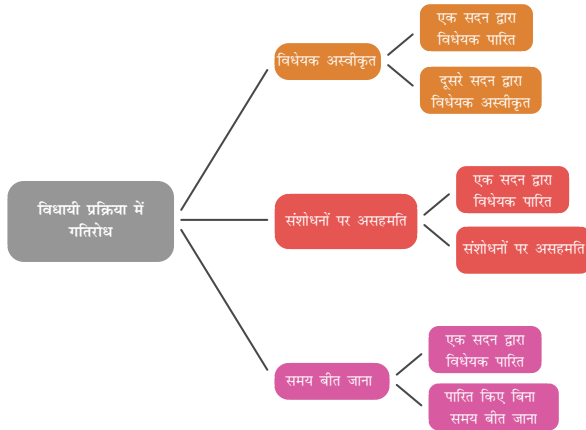 एक सदन द्वारा
विधेयक पारित
विधेयक अस्वीकृत
दूसरे सदन द्वारा
विधेयक अस्वीकृत
विधायी प्रक्रिया में
गतिरोध
एक सदन द्वारा
विधेयक पारित
संशोधनों पर असहमति
संशोधनों पर असहमति
एक सदन द्वारा
विधेयक पारित
समय बीत जाना
पारित किए बिना
समय बीत जाना